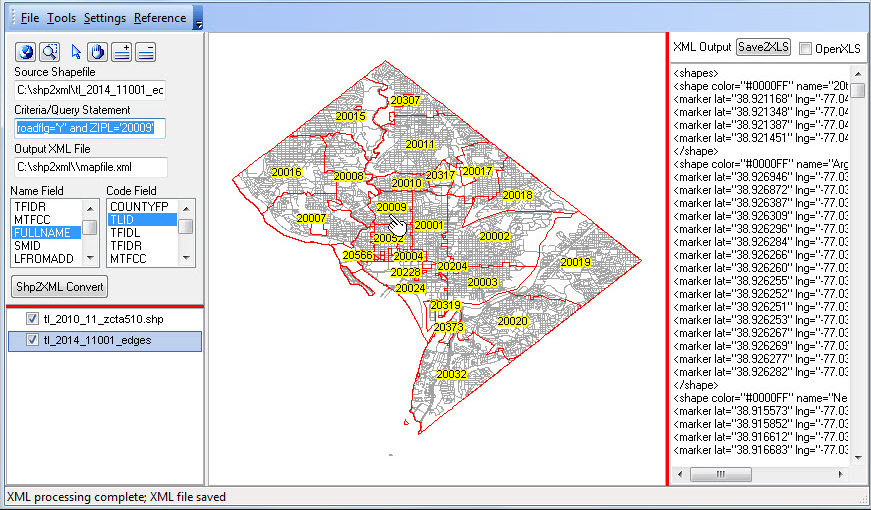 File Tools Settings Reference
Source Shapefile
C:\shp2xml\tl_2014_11001_ec
Criteria/Query Statement
roadflg="Y" and ZIPL='20009'
Output XML File
C:\shp2xml\\mapfile.xml
Name Field Code Field
TFIDR
MTFCC
FULLNAME
SMID
LFROMADD
COUNTYFP
TLID
TFIDL
TFIDR
MTFCC
Shp2XML Convert
tl_2010_11_zcta510.shp
tl_2014_11001_edges
20307
20015
20011
20016
20008
20317
20017
20010
20018
20009
20007
20001
20052
20002
20566
20004
20019
20228
20204
20024
20003
20319
20373
20020
20032
XML Output Save2XLS OpenXLS
<shapes>
<shape color="#0000FF" name="20t
<marker lat="38.921168" lng="-77.04
<marker lat="38.921348" lng="-77.04
<marker lat="38.921387" lng="-77.04
<marker lat="38.921451" lng="-77.04
</shape>
<shape color="#0000FF" name="Arg
<marker lat="38.926946" lng="-77.03
<marker lat="38.926872" lng="-77.03
<marker lat="38.926387" lng="-77.03
<marker lat="38.926309" lng="-77.03
<marker lat="38.926296" lng="-77.03
<marker lat="38.926284" lng="-77.03
<marker lat="38.926266" lng="-77.03
<marker lat="38.926260" lng="-77.03
<marker lat="38.926255" lng="-77.03
<marker lat="38.926252" lng="-77.03
<marker lat="38.926251" lng="-77.03
<marker lat="38.926253" lng="-77.03
<marker lat="38.926267" lng="-77.03
<marker lat="38.926269" lng="-77.03
<marker lat="38.926277" lng="-77.03
<marker lat="38.926282" lng="-77.03
</shape>
<shape color="#0000FF" name="Ne
<marker lat="38.915573" lng="-77.03
<marker lat="38.915852" lng="-77.03
<marker lat="38.916612" lng="-77.03
<marker lat="38.916683" lng="-77.03
XML processing complete; XML file saved